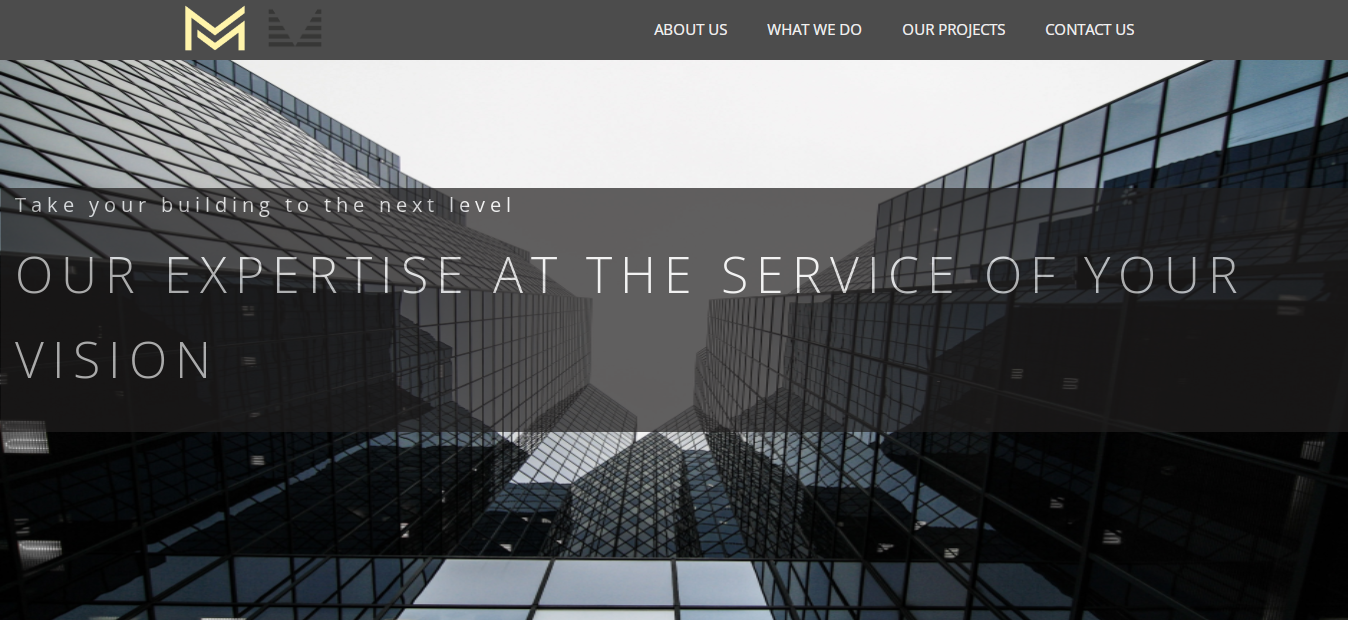 ABOUT US WHAT WE DO OUR PROJECTS CONTACT US
Take your building to the next level
OUR EXPERTISE AT THE SERVICE OF YOUR
VISION